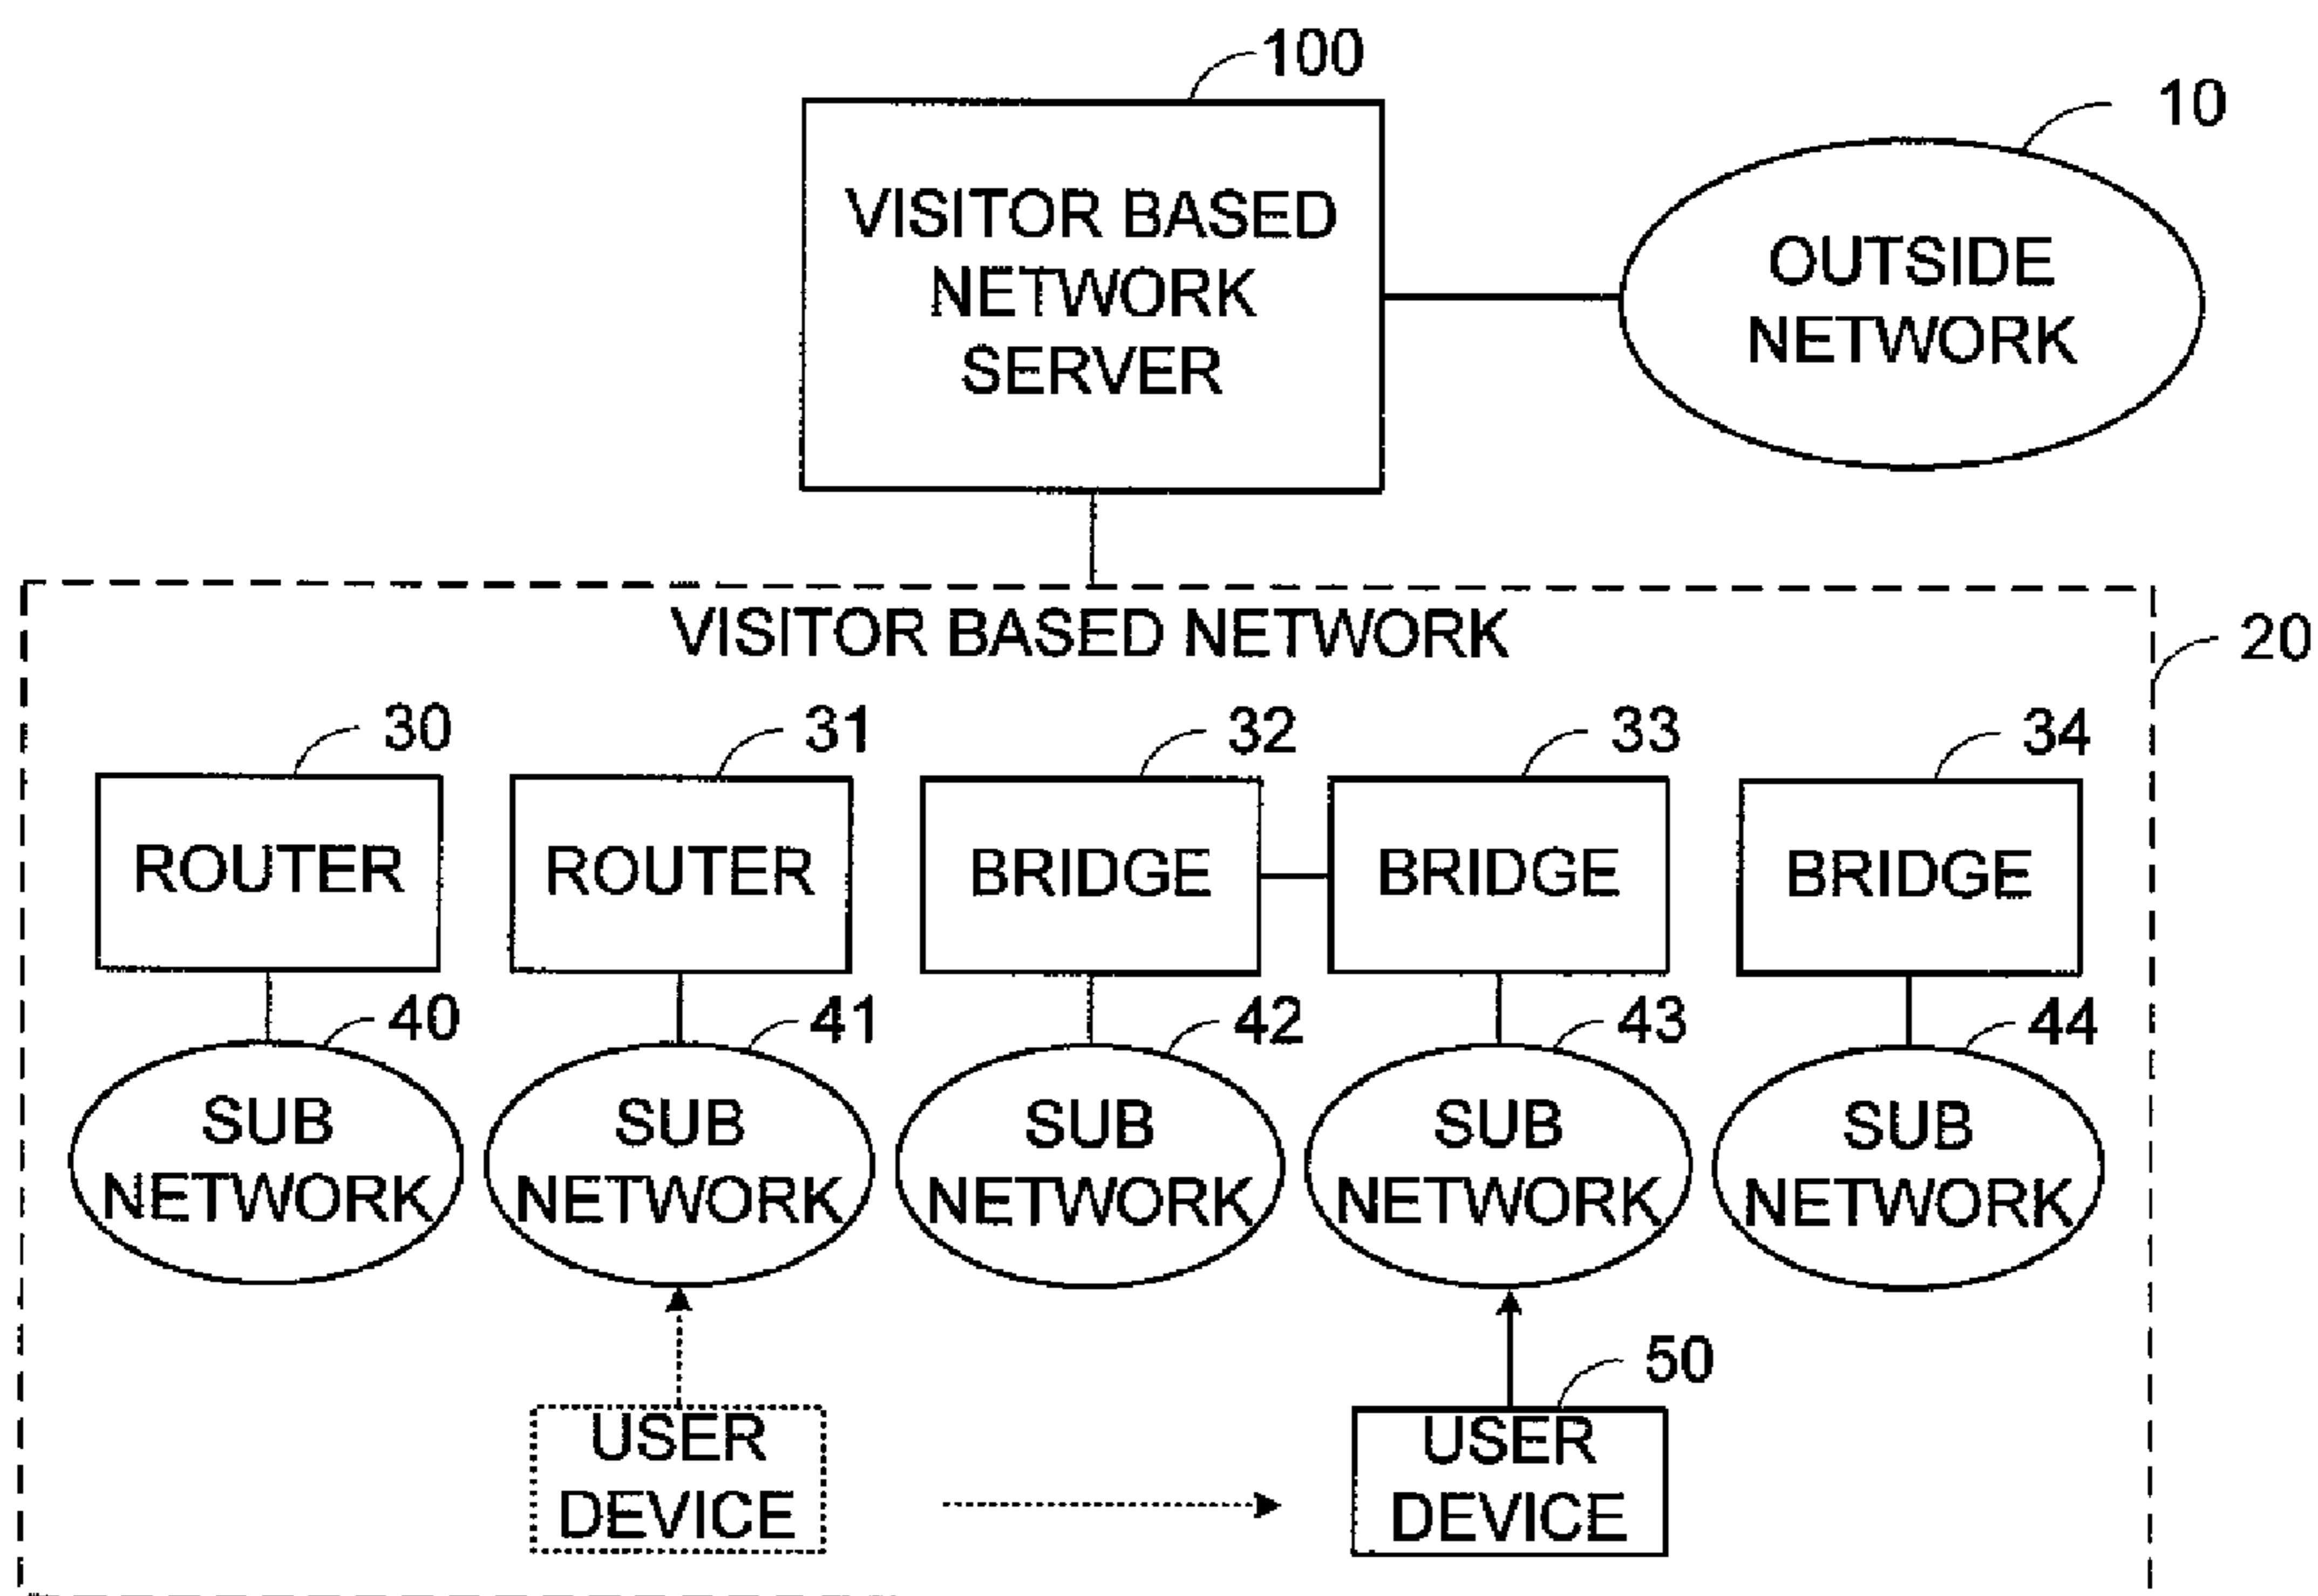 100
10
VISITOR BASED
NETWORK
SERVER
OUTSIDE
NETWORK
VISITOR BASED NETWORK
20
30
31
32
33
34
ROUTER
ROUTER
BRIDGE
BRIDGE
BRIDGE
40
41
42
43
44
SUB
NETWORK
SUB
NETWORK
SUB
NETWORK
SUB
NETWORK
SUB
NETWORK
50
USER
DEVICE
USER
DEVICE